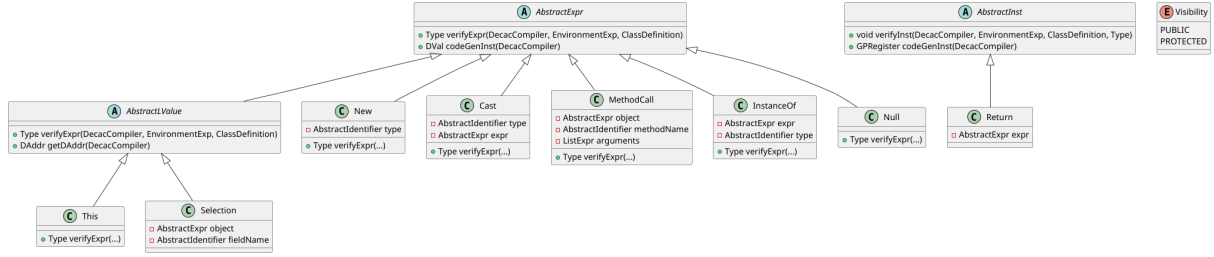 A AbstractExpr
+ Type verifyExpr(DecacCompiler, EnvironmentExp, ClassDefinition)
+ DVal codeGenInst(DecacCompiler)
A AbstractInst
+ void verifyInst(DecacCompiler, EnvironmentExp, ClassDefinition, Type)
+ GPRegister codeGenInst(DecacCompiler)
E Visibility
PUBLIC
PROTECTED
A AbstractLValue
+ Type verifyExpr(DecacCompiler, EnvironmentExp, ClassDefinition)
+ DAddr getDAddr(DecacCompiler)
C New
- AbstractIdentifier type
+ Type verifyExpr(...)
C Cast
- AbstractIdentifier type
- AbstractExpr expr
+ Type verifyExpr(...)
C MethodCall
- AbstractExpr object
- AbstractIdentifier methodName
- ListExpr arguments
+ Type verifyExpr(...)
C InstanceOf
- AbstractExpr expr
- AbstractIdentifier type
+ Type verifyExpr(...)
C Null
+ Type verifyExpr(...)
C Return
- AbstractExpr expr
C This
+ Type verifyExpr(...)
C Selection
- AbstractExpr object
- AbstractIdentifier fieldName